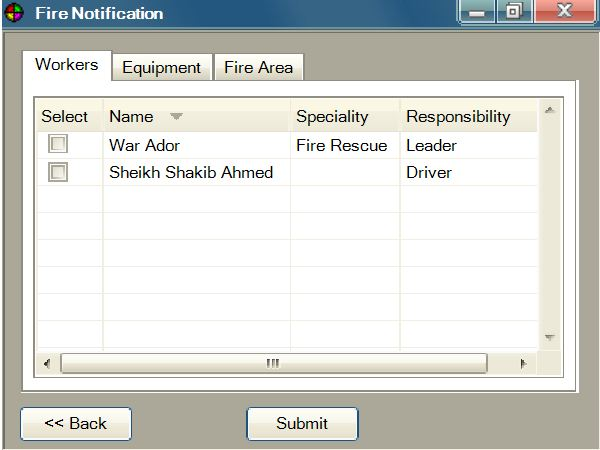 Fire Notification
Workers Equipment Fire Area
Select Name Speciality Responsibility
War Ador Fire Rescue Leader
Sheikh Shakib Ahmed Driver
<< Back Submit